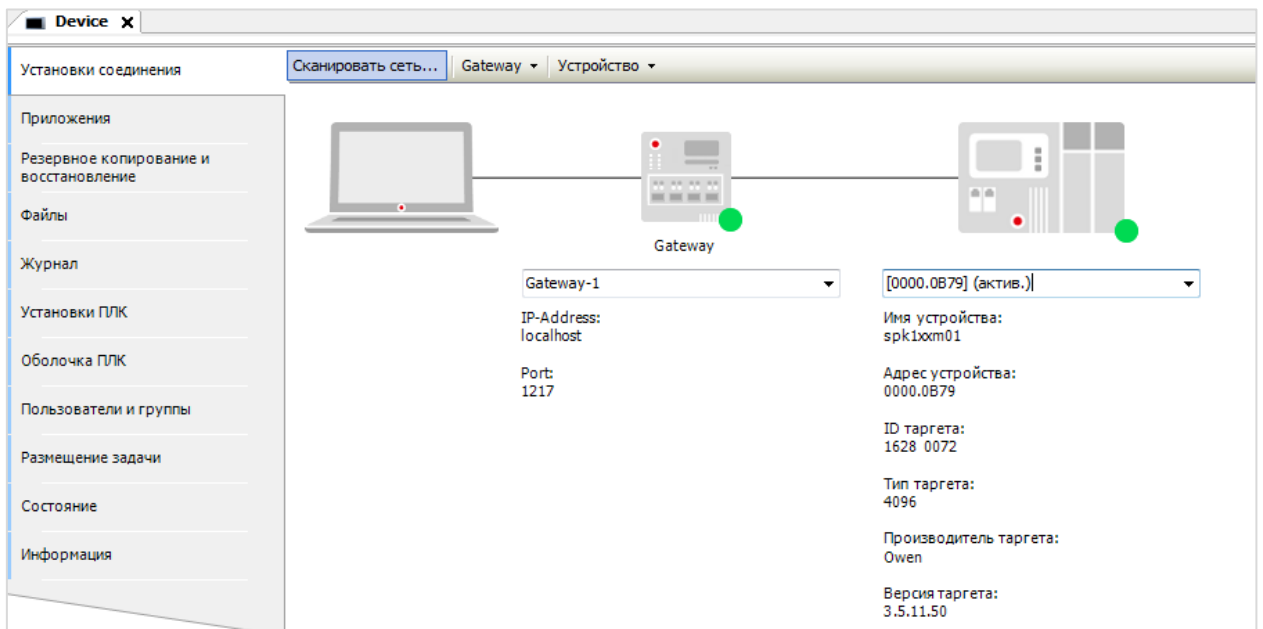 Device X
Установки соединения
Сканировать сеть... Gateway Устройство
Приложения
Резервное копирование и
восстановление
Файлы
Журнал
Установки ПЛК
Оболочка ПЛК
Пользователи и группы
Размещение задачи
Состояние
Информация
Gateway
Gateway-1
IP-Address:
localhost
Port:
1217
[0000.0B79] (актив.)
Имя устройства:
spk1xxm01
Адрес устройства:
0000.0B79
ID таргета:
1628 0072
Тип таргета:
4096
Производитель таргета:
Owen
Версия таргета:
3.5.11.50